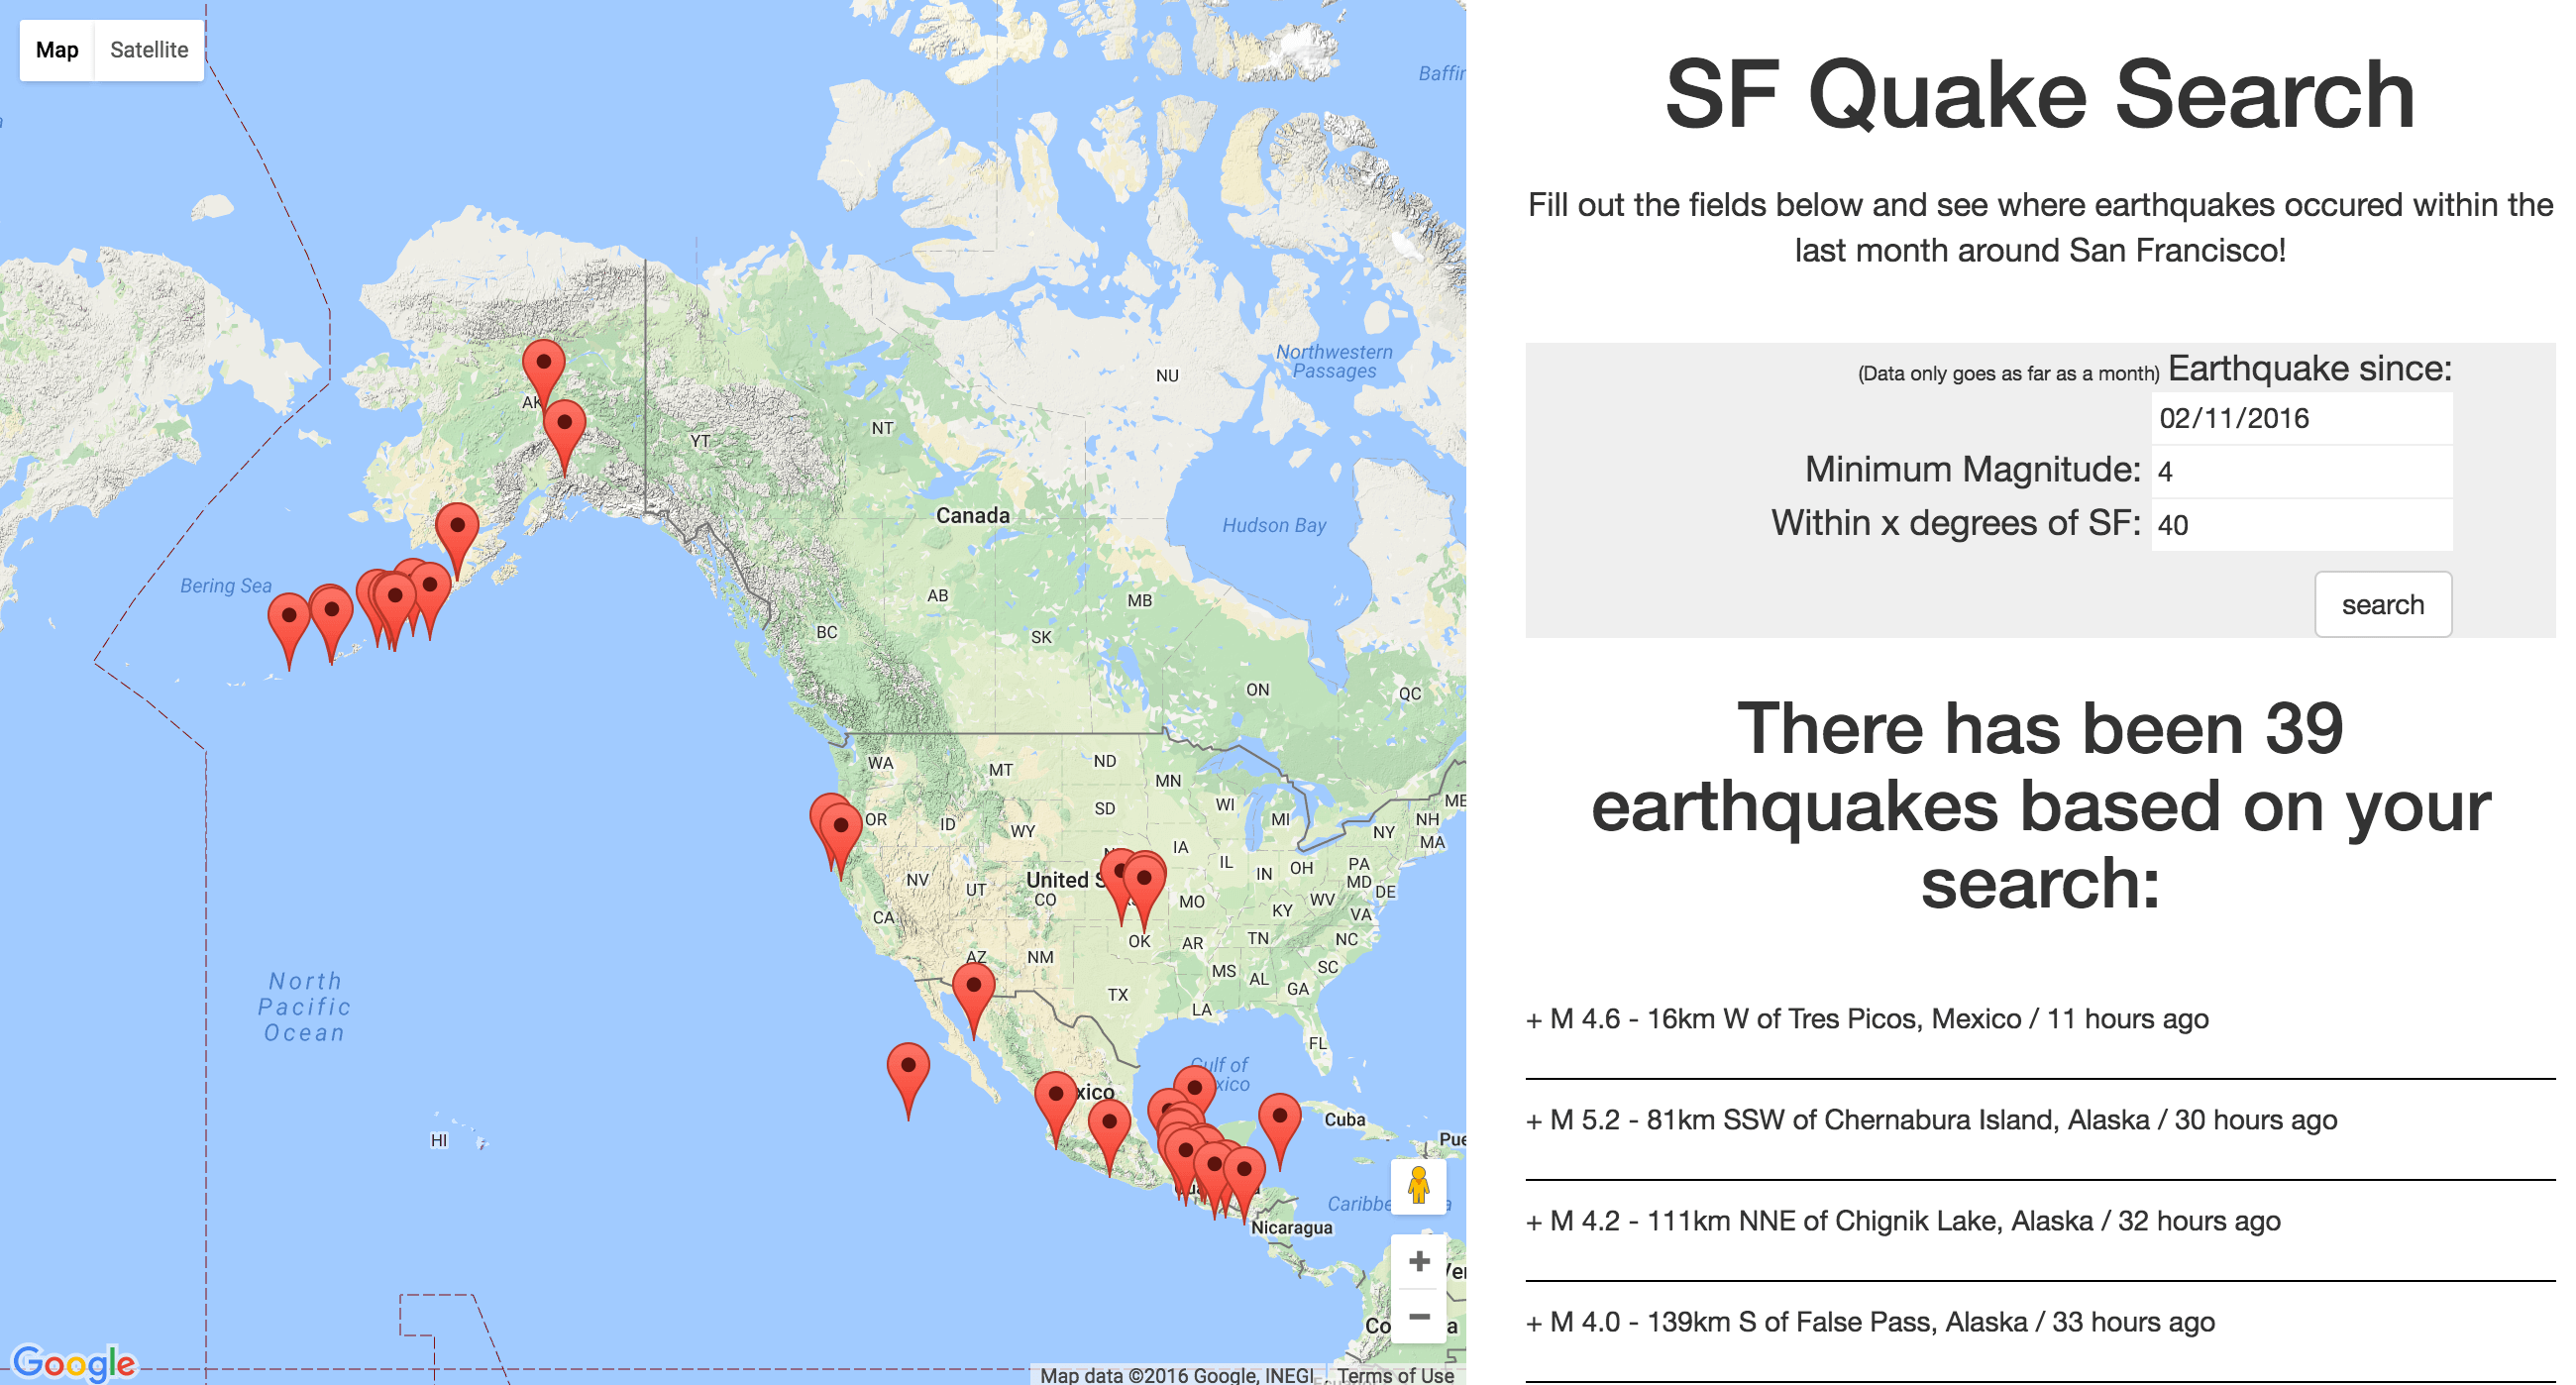 Map Satellite
Baffin
Northwestern
Passages
NU
AK
YT
NT
Canada
Hudson Bay
Bering Sea
AB
MB
BC
SK
ON
QC
WA
MT
ND
MN
OR
ID
SD
WI
MI
ME
NH
NY
MA
WY
IA
IL
IN
OH
PA
MD
DE
NV
UT
United S
CO
MO
KY
WV
VA
CA
OK
AR
TN
NC
AZ
NM
MS
AL
SC
GA
TX
LA
FL
North
Pacific
Ocean
Gulf of
xico
xico
HI
Cuba
Pue
Caribbe
Nicaragua
Ver
Co
Google
Map data ©2016 Google, INEGI Terms of Use
SF Quake Search
Fill out the fields below and see where earthquakes occured within the
last month around San Francisco!
(Data only goes as far as a month) Earthquake since:
02/11/2016
Minimum Magnitude: 4
Within x degrees of SF: 40
search
There has been 39
earthquakes based on your
search:
+ M 4.6 - 16km W of Tres Picos, Mexico / 11 hours ago
+ M 5.2 - 81km SSW of Chernabura Island, Alaska / 30 hours ago
+ M 4.2 - 111km NNE of Chignik Lake, Alaska / 32 hours ago
+ M 4.0 - 139km S of False Pass, Alaska / 33 hours ago